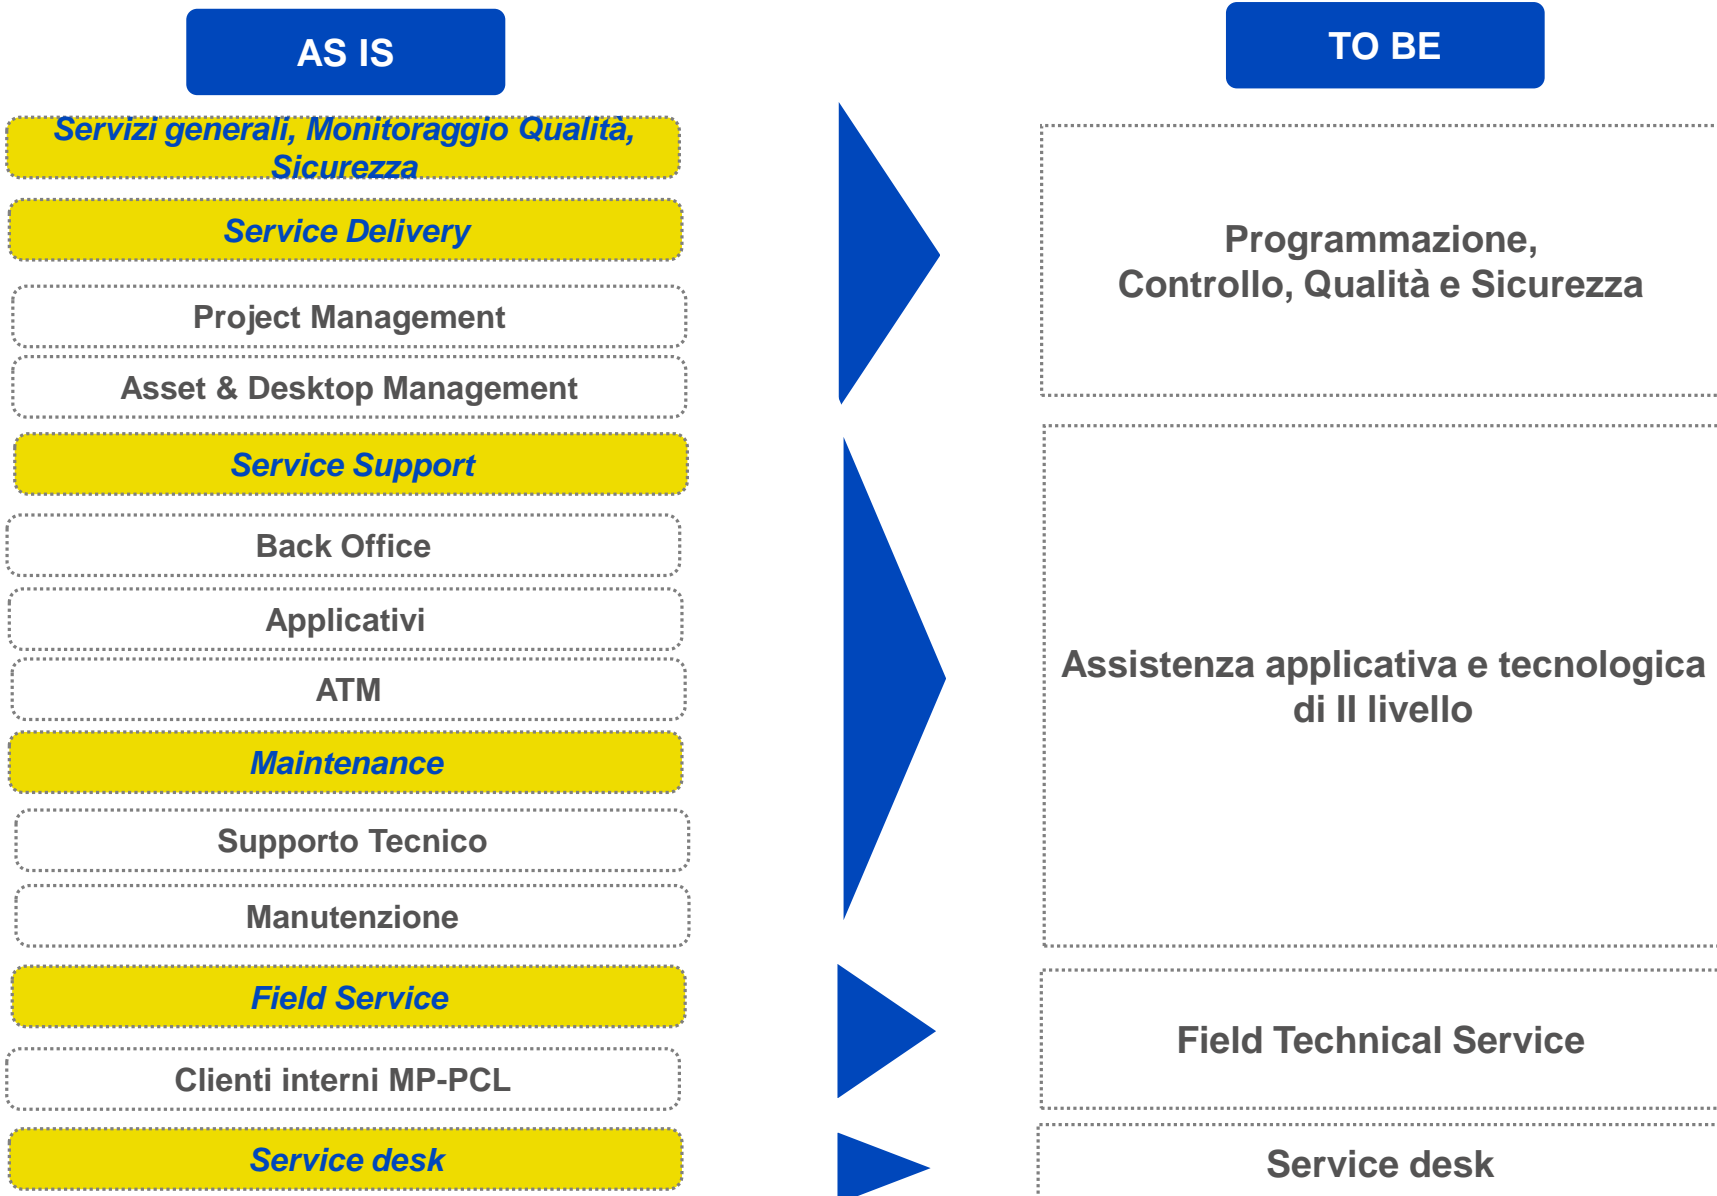 AS IS
TO BE
Servizi generali, Monitoraggio Qualità,
Sicurezza
Service Delivery
Project Management
Asset & Desktop Management
Programmazione,
Controllo, Qualità e Sicurezza
Service Support
Back Office
Applicativi
ATM
Maintenance
Supporto Tecnico
Manutenzione
Assistenza applicativa e tecnologica
di II livello
Field Service
Clienti interni MP-PCL
Field Technical Service
Service desk
Service desk